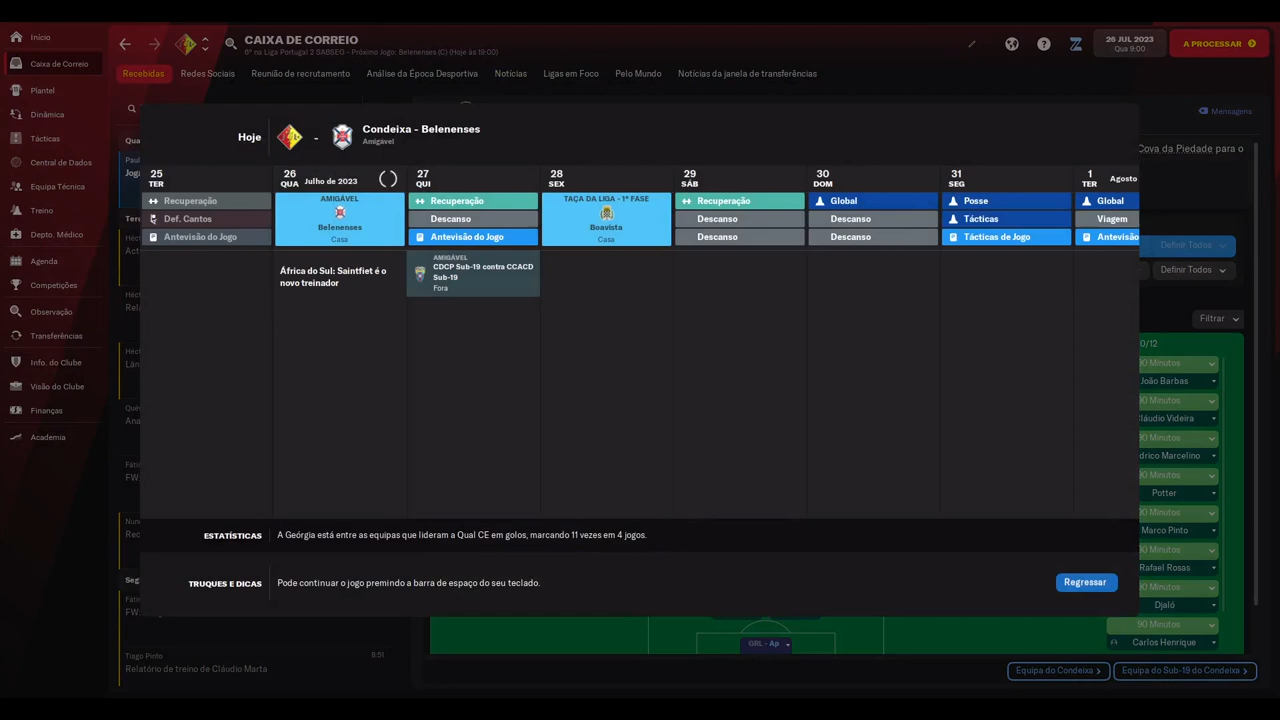 Início
Caixa de Correio
Plantel
Dinâmica
Tácticas
Central de Dados
Equipa Técnica
Treino
Depto. Médico
Agenda
Competições
Observação
Transferências
Info. do Clube
Visão do Clube
Finanças
Academia
CAIXA DE CORREIO
6º na Liga Portugal 2 SABSEG - Próximo Jogo: Belenenses (C) (Hoje às 19:00)
26 JUL 2023
Qua 9:00
A PROCESSAR
Recebidas
Redes Sociais
Reunião de recrutamento
Análise da Época Desportiva
Notícias
Ligas em Foco
Pelo Mundo
Notícias da janela de transferências
Mensagens
Cova da Piedade para o
Hoje
-
Condeixa - Belenenses
Amigável
25
TER
26
QUA
Julho de 2023
27
QUI
28
SEX
29
SÁB
30
DOM
31
SEG
1
TER
Agosto
Recuperação
Def. Cantos
Antevisão do Jogo
AMIGÁVEL
Belenenses
Casa
África do Sul: Saintfiet é o
novo treinador
Recuperação
Descanso
Antevisão do Jogo
AMIGÁVEL
CDCP Sub-19 contra CCACD
Sub-19
Fora
TAÇA DA LIGA - 1ª FASE
Boavista
Casa
Recuperação
Descanso
Descanso
Global
Descanso
Descanso
Posse
Tácticas
Tácticas de Jogo
Global
Viagem
Antevisão
Definir Todos
Definir Todos
Filtrar
0/12
90 Minutos
João Barbas
90 Minutos
Cláudio Videira
90 Minutos
drico Marcelino
90 Minutos
Potter
90 Minutos
Marco Pinto
90 Minutos
Rafael Rosas
90 Minutos
Djaló
90 Minutos
Carlos Henrique
ESTATÍSTICAS
A Geórgia está entre as equipas que lideram a Qual CE em golos, marcando 11 vezes em 4 jogos.
TRUQUES E DICAS
Pode continuar o jogo premindo a barra de espaço do seu teclado.
Regressar
GRL - Ap
Tiago Pinto
8:51
Relatório de treino de Cláudio Marta
Equipa do Condeixa
Equipa do Sub-19 do Condeixa